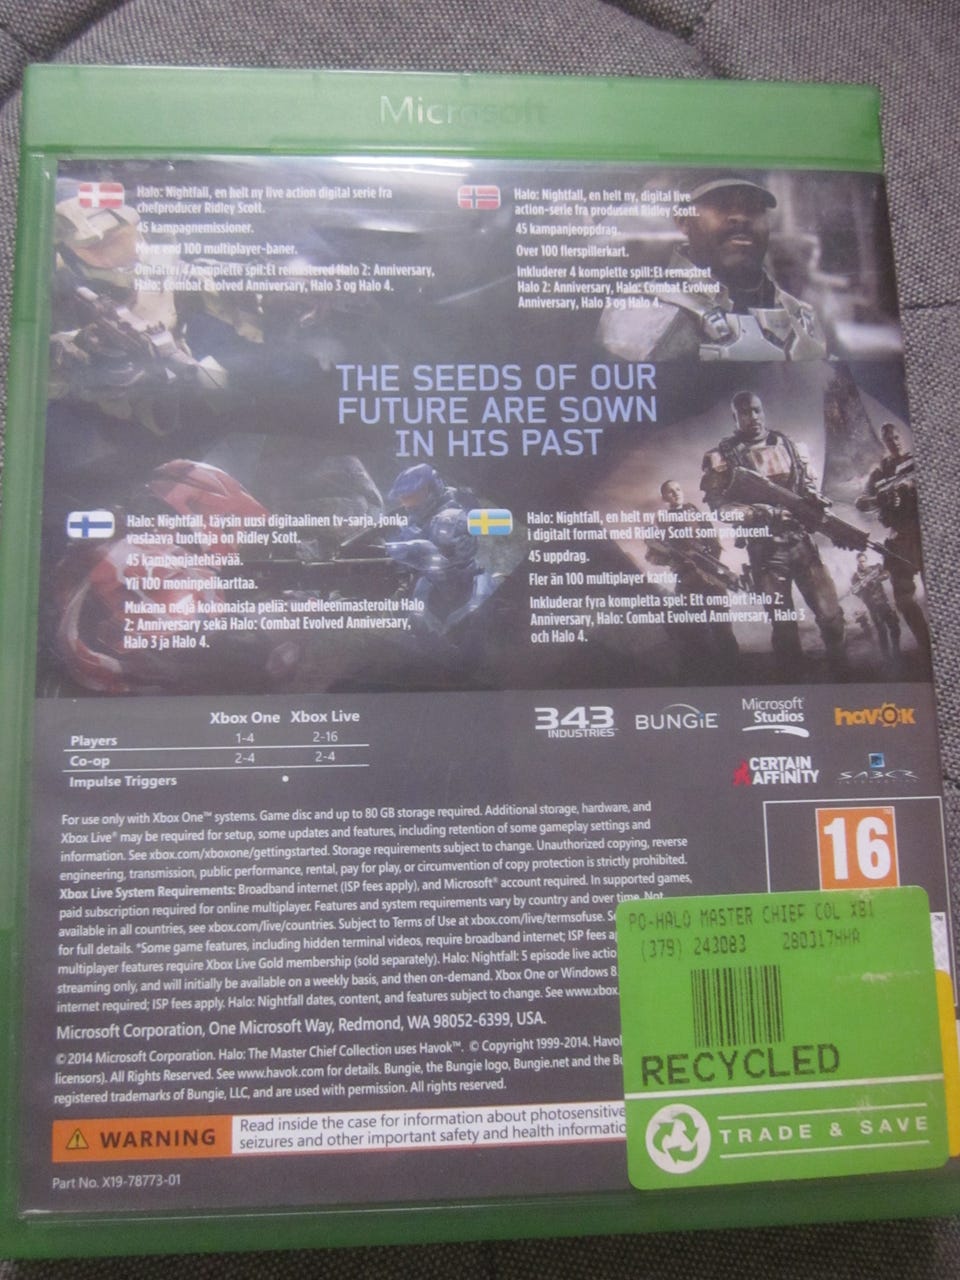 Microsoft
Halo: Nightfall, en helt ny live action digital serie fra
chefproducer Ridley Scott.
45 kampagnemissioner.
Mere end 100 multiplayer-baner.
Omfatter 4 komplette spil:Et remastered Halo 2: Anniversary,
Halo: Combat Evolved Anniversary, Halo 3 og Halo 4.
Halo: Nightfall, en helt ny, digital live
action-serie fra produsent Ridley Scott.
45 kampanjeoppdrag.
Over 100 flerspillerkart.
Inkluderer 4 komplette spill:Et remastret
Halo 2: Anniversary, Halo: Combat Evolved
Anniversary, Halo 3 og Halo 4.
THE SEEDS OF OUR
FUTURE ARE SOWN
IN HIS PAST
Halo: Nightfall, täysin uusi digitaalinen tv-sarja, jonka
vastaava tuottaja on Ridley Scott.
45 kampanjatehtävää.
Yli 100 moninpelikarttaa.
Mukana neljä kokonaista peliä: uudelleenmasteroitu Halo
2: Anniversary sekä Halo: Combat Evolved Anniversary,
Halo 3 ja Halo 4.
Halo: Nightfall, en helt ny filmatiserad serie
i digitalt format med Ridley Scott som producent.
45 uppdrag.
Fler än 100 multiplayer kartor.
Inkluderar fyra kompletta spel: Ett omgjort Halo 2:
Anniversary, Halo: Combat Evolved Anniversary, Halo 3
och Halo 4.
Xbox One Xbox Live
Players 1-4 2-16
Co-op 2-4 2-4
Impulse Triggers •
343 INDUSTRIES BUNGiE Microsoft Studios havok
CERTAIN AFFINITY SABER
For use only with Xbox One™ systems. Game disc and up to 80 GB storage required. Additional storage, hardware, and
Xbox Live® may be required for setup, some updates and features, including retention of some gameplay settings and
information. See xbox.com/xboxone/gettingstarted. Storage requirements subject to change. Unauthorized copying, reverse
engineering, transmission, public performance, rental, pay for play, or circumvention of copy protection is strictly prohibited.
Xbox Live System Requirements: Broadband internet (ISP fees apply), and Microsoft® account required. In supported games,
paid subscription required for online multiplayer. Features and system requirements vary by country and over time. Not
available in all countries, see xbox.com/live/countries. Subject to Terms of Use at xbox.com/live/termsofuse.
for full details. *Some game features, including hidden terminal videos, require broadband internet; ISP fees
multiplayer features require Xbox Live Gold membership (sold separately). Halo: Nightfall: 5 episode live
streaming only, and will initially be available on a weekly basis, and then on-demand. Xbox One or Windows 8
internet required; ISP fees apply. Halo: Nightfall dates, content, and features subject to change. See www.xbox.
Microsoft Corporation, One Microsoft Way, Redmond, WA 98052-6399, USA.
© 2014 Microsoft Corporation. Halo: The Master Chief Collection uses Havok™. © Copyright 1999-2014.
licensors). All Rights Reserved. See www.havok.com for details. Bungie, the Bungie logo, Bungie.net and the
registered trademarks of Bungie, LLC, and are used with permission. All rights reserved.
WARNING
Read inside the case for information about photosensitive
seizures and other important safety and health
Part No. X19-78773-01
16
PO-HALO MASTER CHIEF COL XB1
(379) 243083 280317HHA
RECYCLED
TRADE & SAVE